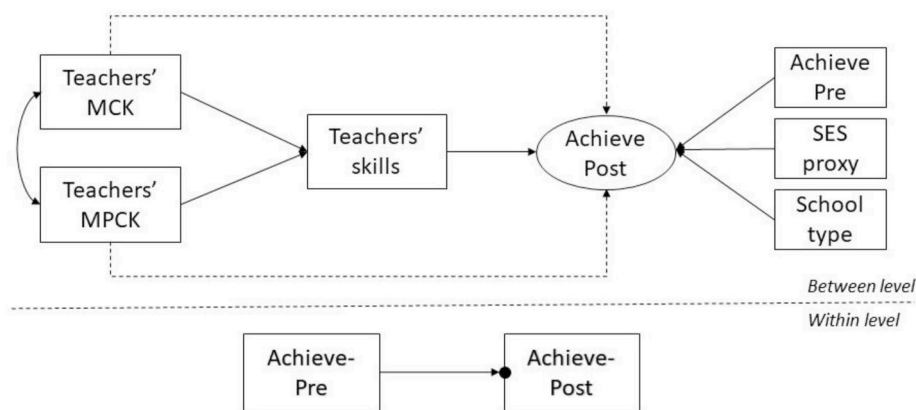 Teachers'
MCK
Teachers'
MPCK
Teachers'
skills
Achieve
Post
Achieve
Pre
SES
proxy
School
type
Between level
Within level
Achieve-
Pre
Achieve-
Post